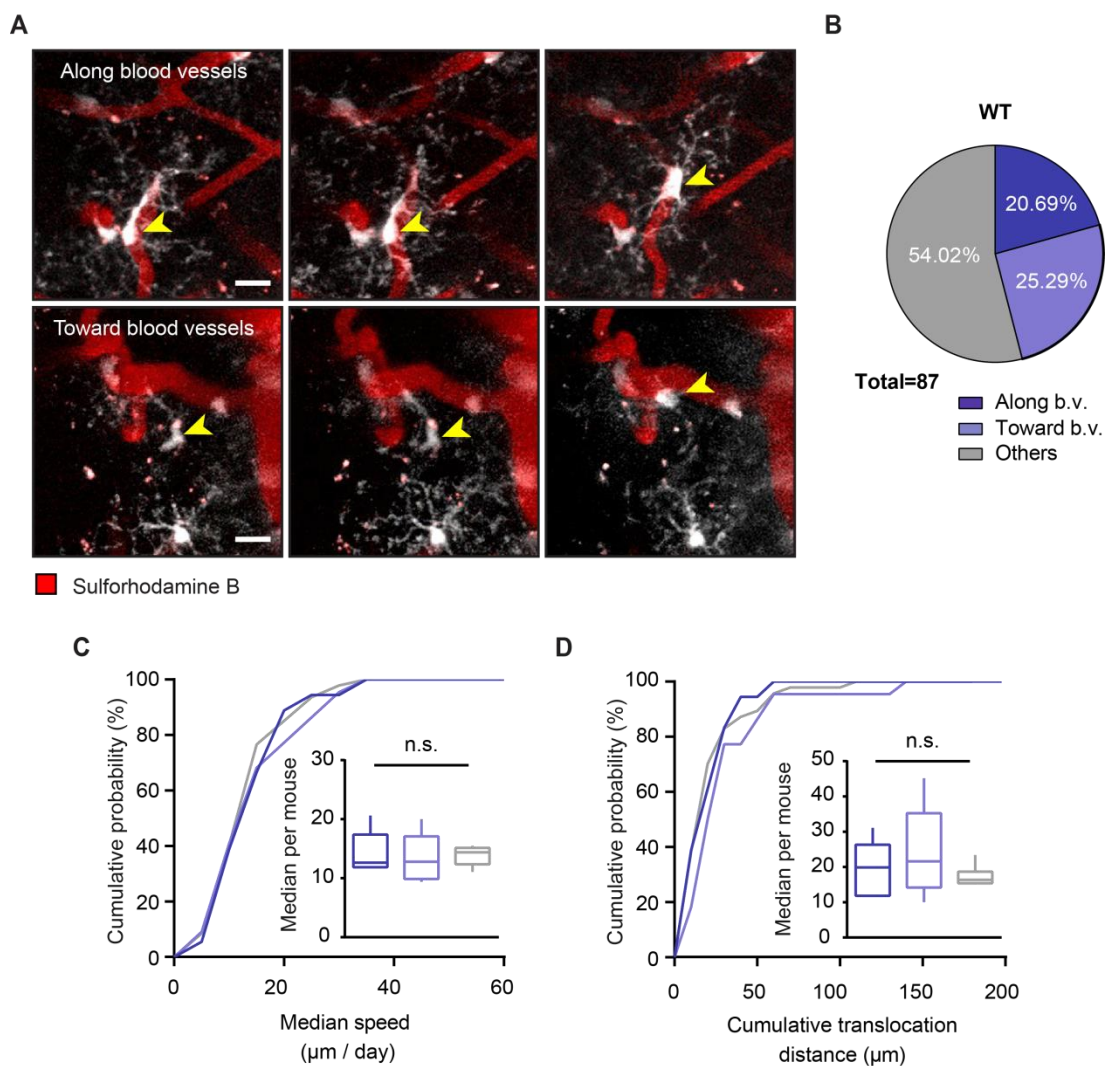 A
Along blood vessels
Toward blood vessels
Sulforhodamine B
B
WT
20.69%
54.02%
25.29%
Total=87
Along b.v.
Toward b.v.
Others
C
Cumulative probability (%)
100
80
60
40
20
0
0 20 40 60
Median speed
(µm / day)
n.s.
Median per mouse
30
20
10
0
D
Cumulative probability (%)
100
80
60
40
20
0
0 50 100 150 200
Cumulative translocation
distance (µm)
n.s.
Median per mouse
50
40
30
20
10
0